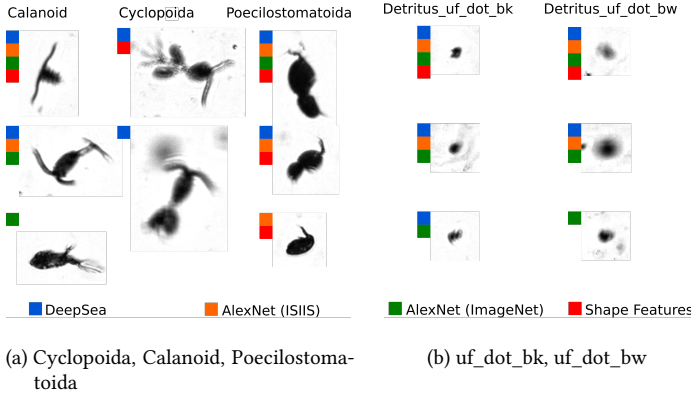 Calanoid Cyclopoida Poecilostomatoida
Detritus_uf_dot_bk Detritus_uf_dot_bw
DeepSea AlexNet (ISIIS)
AlexNet (ImageNet) Shape Features
(a) Cyclopoida, Calanoid, Poecilostoma-
toida
(b) uf_dot_bk, uf_dot_bw